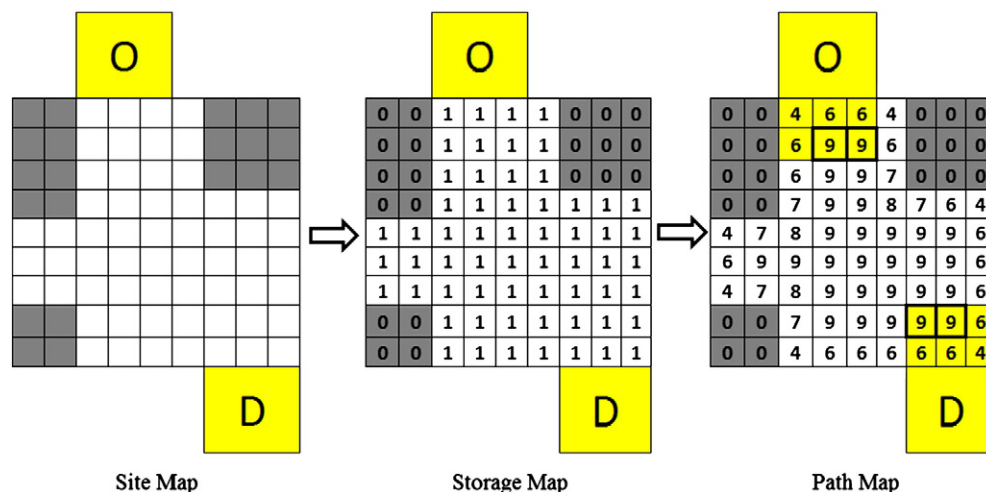 O O O
0 0 1 1 1 1 0 0 0 0 0 4 6 6 4 0 0 0
0 0 1 1 1 1 0 0 0 0 0 6 9 9 6 0 0 0
0 0 1 1 1 1 0 0 0 0 0 6 9 9 7 0 0 0
0 0 1 1 1 1 1 1 1 0 0 7 9 9 8 7 6 4
1 1 1 1 1 1 1 1 1 4 7 8 9 9 9 9 9 6
1 1 1 1 1 1 1 1 1 6 9 9 9 9 9 9 9 6
1 1 1 1 1 1 1 1 1 4 7 8 9 9 9 9 9 6
0 0 1 1 1 1 1 1 1 0 0 7 9 9 9 9 9 6
0 0 1 1 1 1 1 1 1 0 0 4 6 6 6 6 6 4
D D D
Site Map Storage Map Path Map